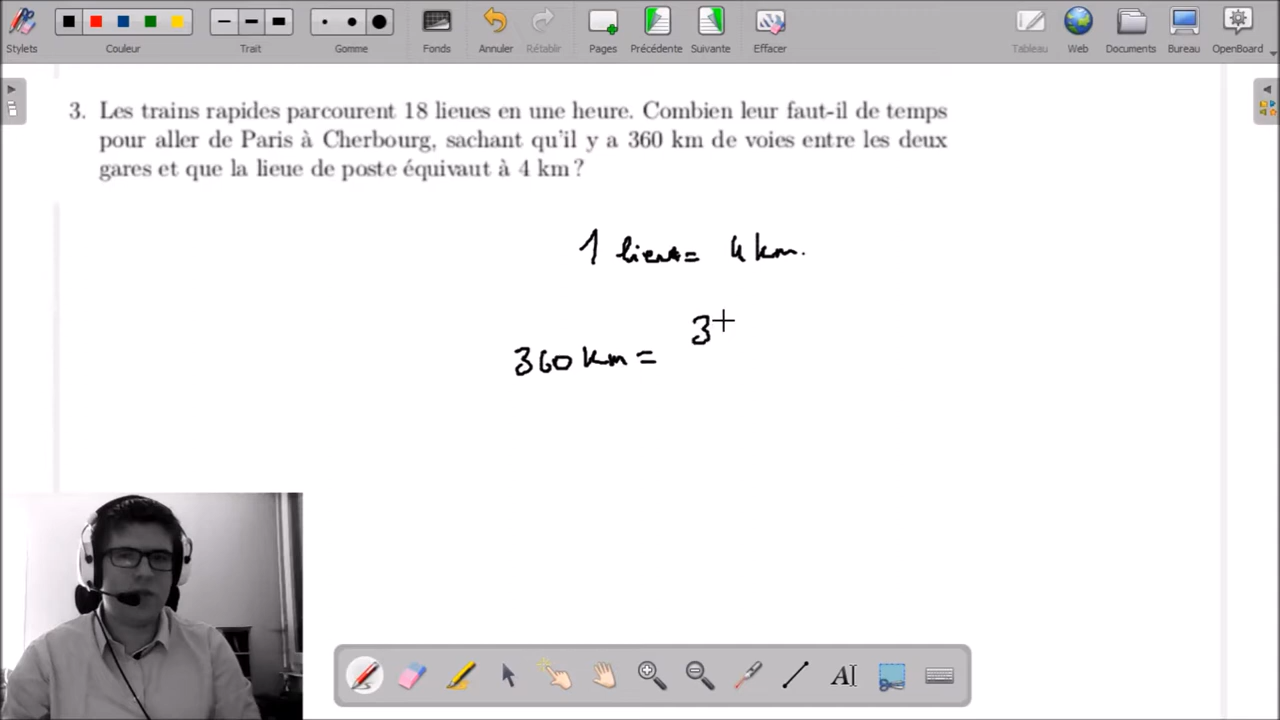 Stylets
Couleur
Trait
Gomme
Fonds
Annuler
Rétablir
Pages
Précédente
Suivante
Effacer
Tableau
Web
Documents
Bureau
OpenBoard
3. Les trains rapides parcourent 18 lieues en une heure. Combien leur faut-il de temps
pour aller de Paris à Cherbourg, sachant qu'il y a 360 km de voies entre les deux
gares et que la lieue de poste équivaut à 4 km ?
1 lieue = 4 km.
3
360 km =
AI